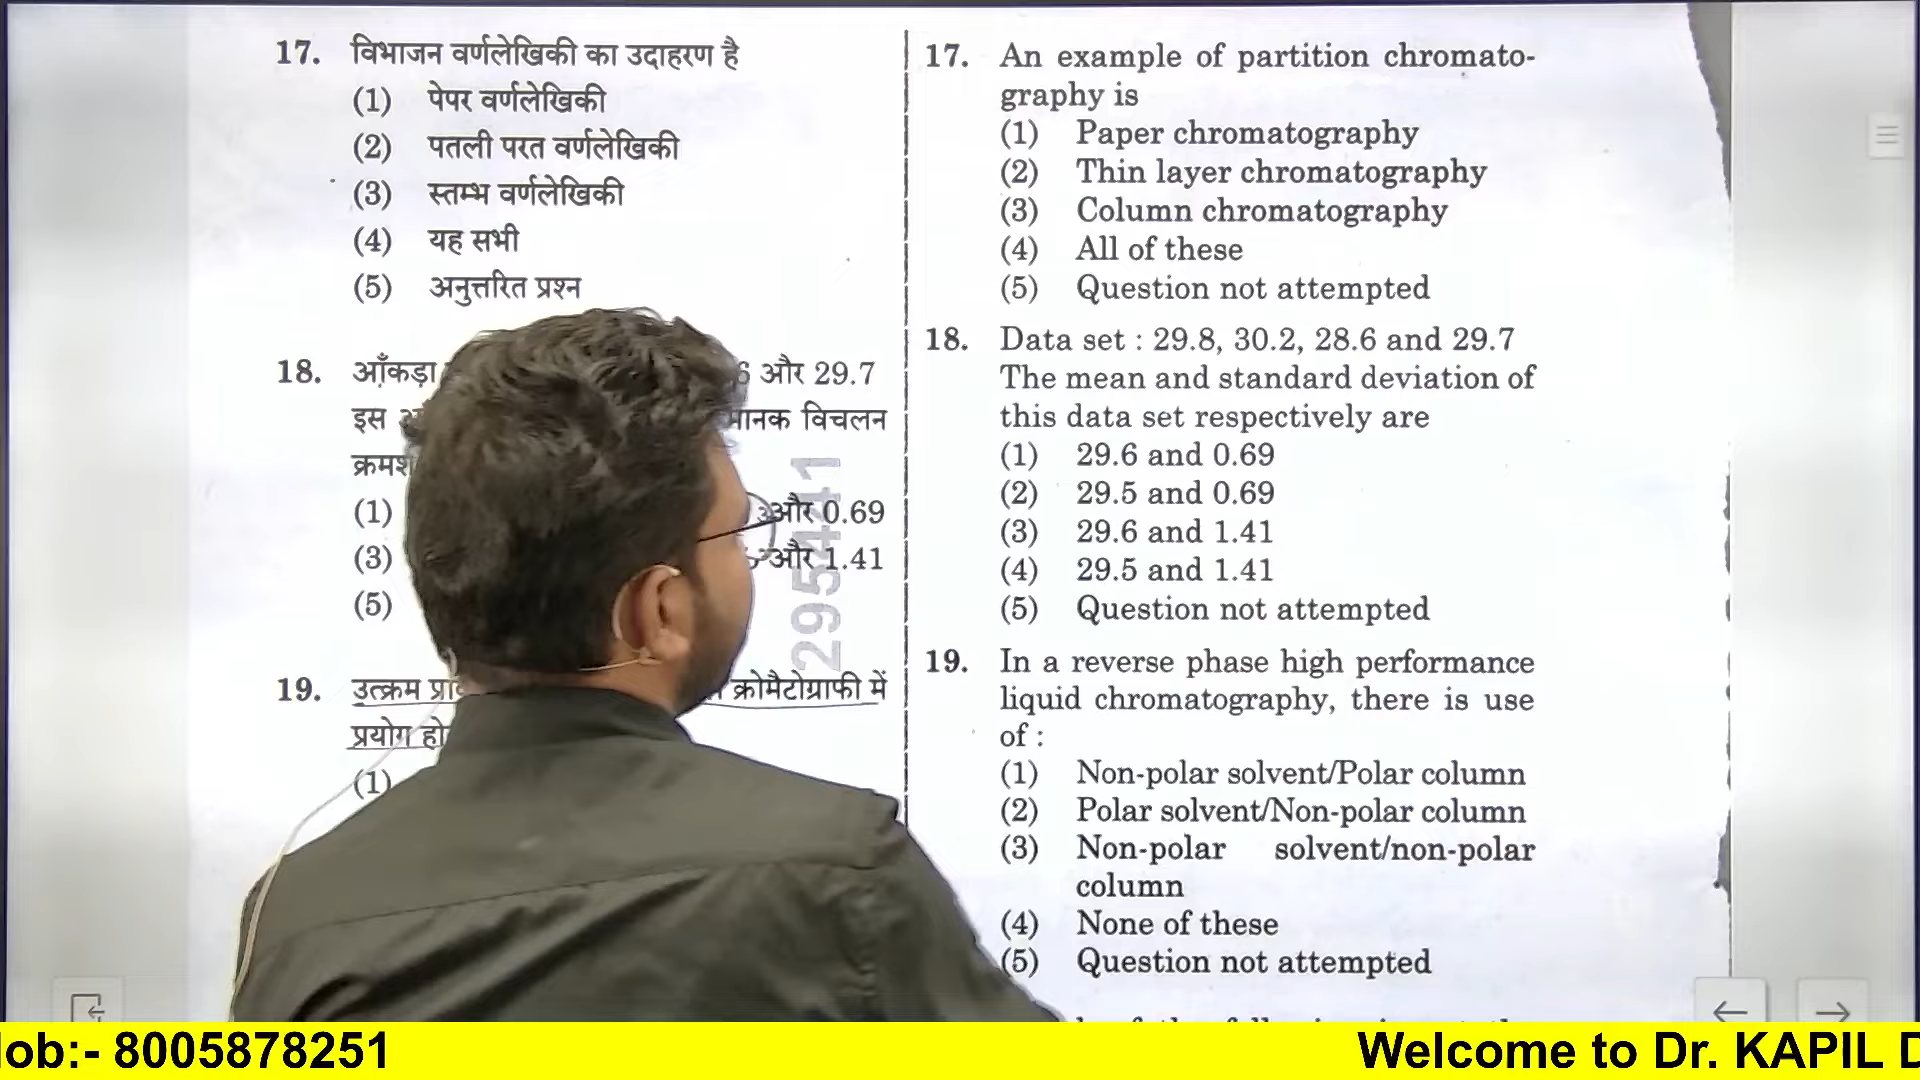 17. विभाजन वर्णलेखिकी का उदाहरण है
(1) पेपर वर्णलेखिकी
(2) पतली परत वर्णलेखिकी
(3) स्तम्भ वर्णलेखिकी
(4) यह सभी
(5) अनुत्तरित प्रश्न
18. आँकड़ा 6 और 29.7
इस मानक विचलन
(1) और 0.69
(3) और 1.41
(5)
295441
19. उत्क्रम क्रोमैटोग्राफी में
प्रयोग
(1)
17. An example of partition chromato-
graphy is
(1) Paper chromatography
(2) Thin layer chromatography
(3) Column chromatography
(4) All of these
(5) Question not attempted
18. Data set : 29.8, 30.2, 28.6 and 29.7
The mean and standard deviation of
this data set respectively are
(1) 29.6 and 0.69
(2) 29.5 and 0.69
(3) 29.6 and 1.41
(4) 29.5 and 1.41
(5) Question not attempted
19. In a reverse phase high performance
liquid chromatography, there is use
of :
(1) Non-polar solvent/Polar column
(2) Polar solvent/Non-polar column
(3) Non-polar solvent/non-polar
column
(4) None of these
(5) Question not attempted
ob:- 8005878251
Welcome to Dr. KAPIL D